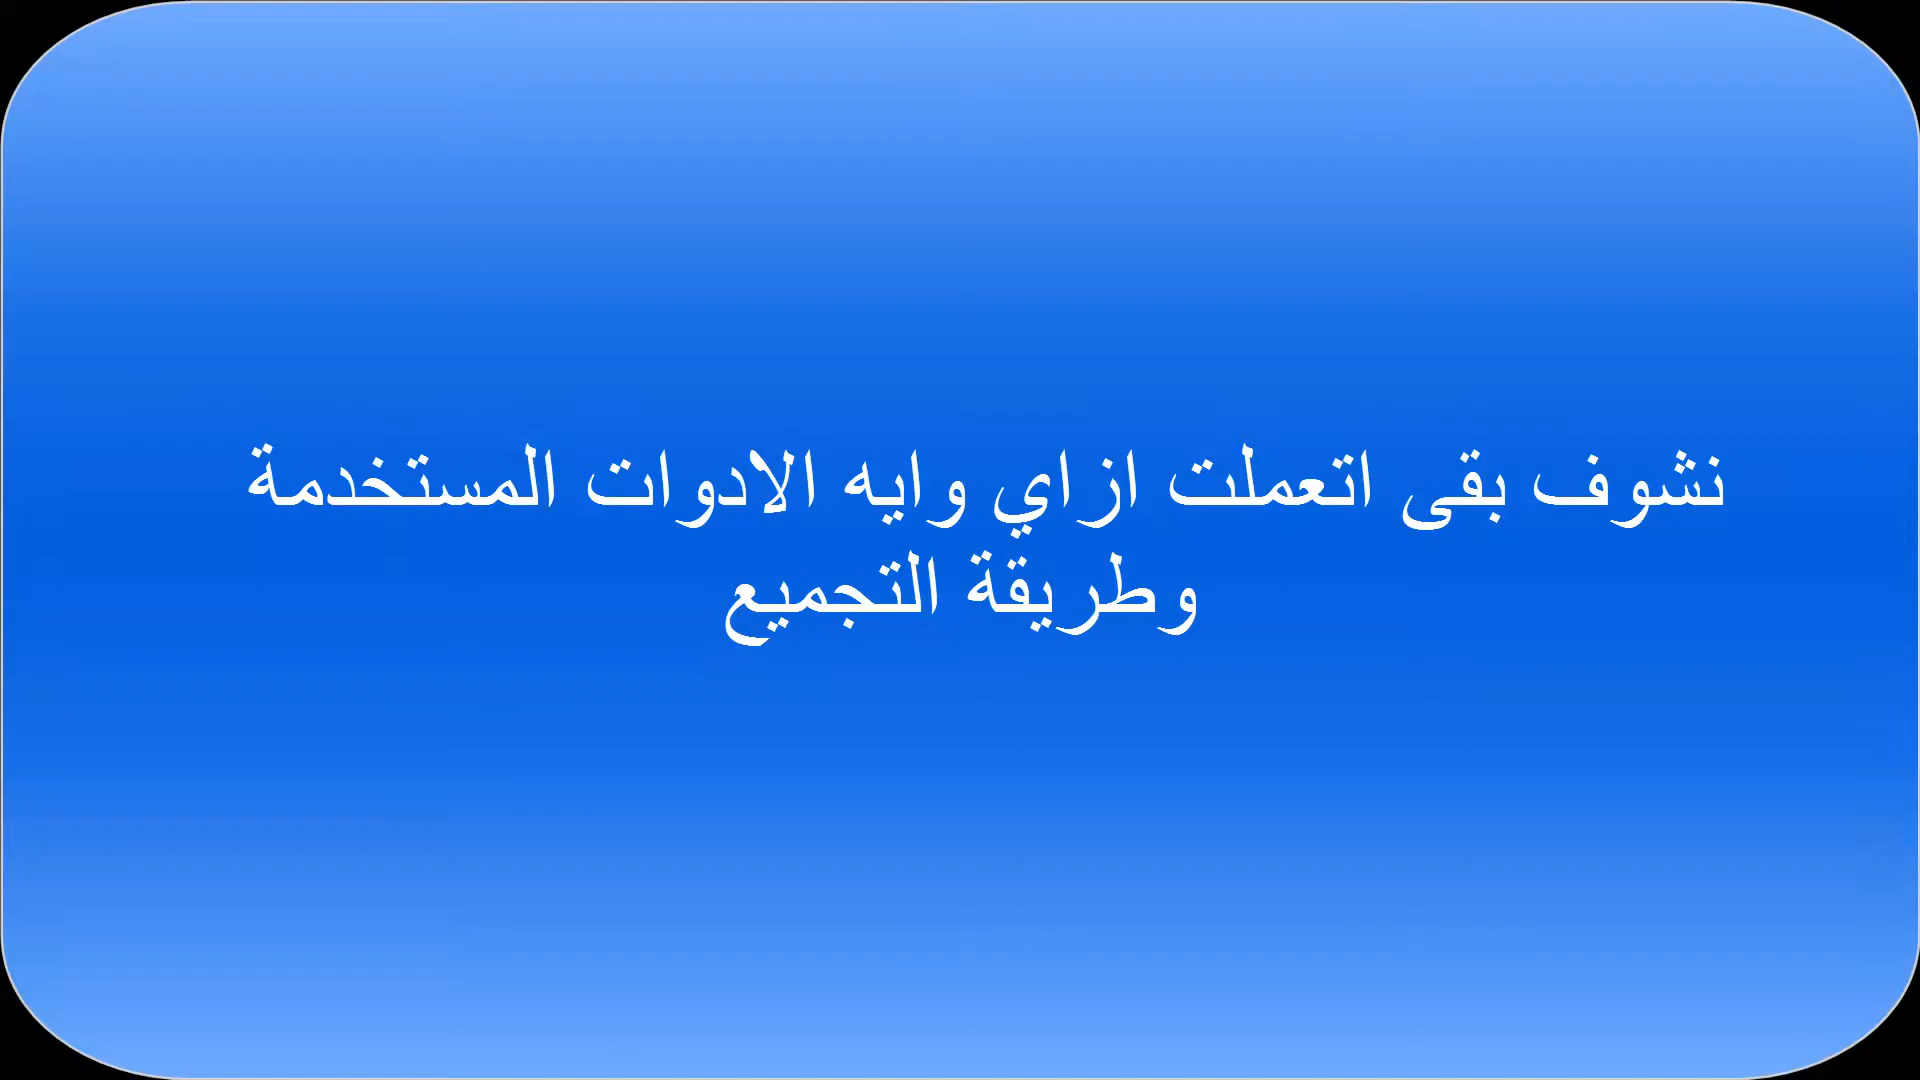 نشوف بقى اتعملت ازاي وايه الادوات المستخدمة
وطريقة التجميع